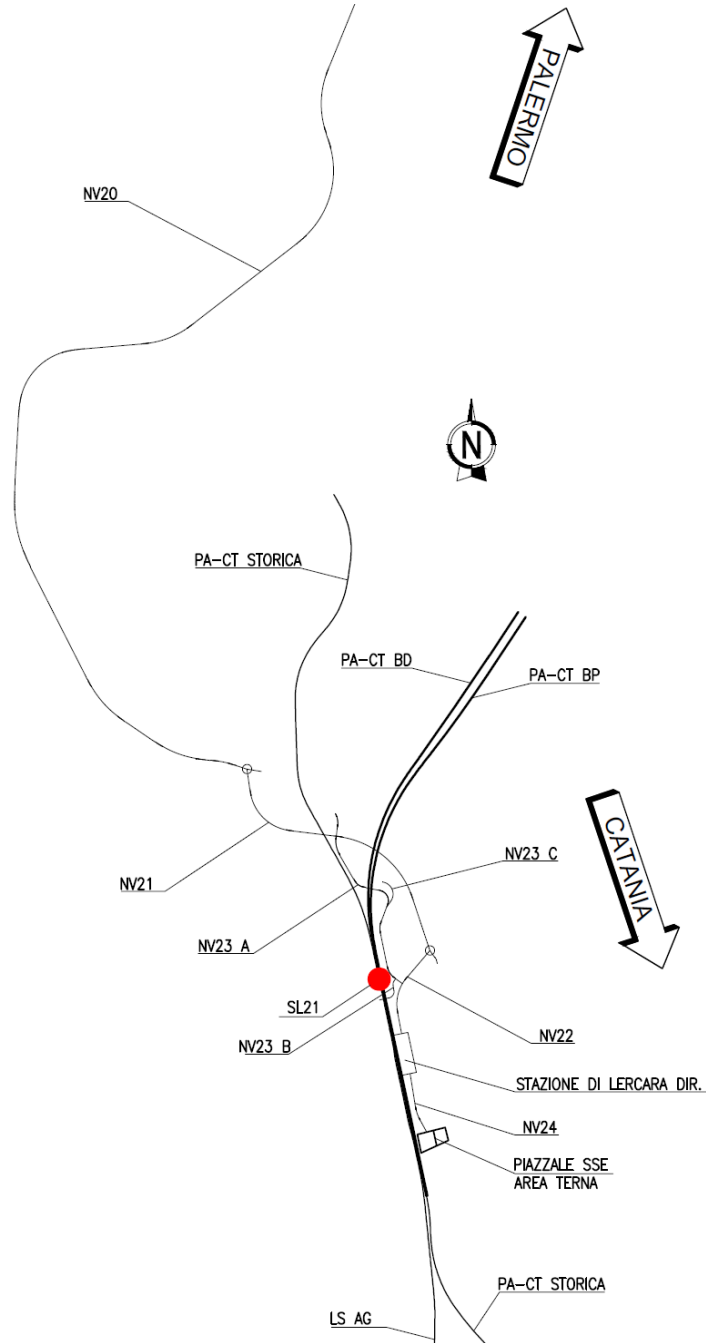 PALERMO
NV20
N
PA-CT STORICA
PA-CT BD
PA-CT BP
CATANIA
NV23 C
NV21
NV23 A
SL21
NV23 B
NV22
STAZIONE DI LERCARA DIR.
NV24
PIAZZALE SSE
AREA TERNA
PA-CT STORICA
LS AG